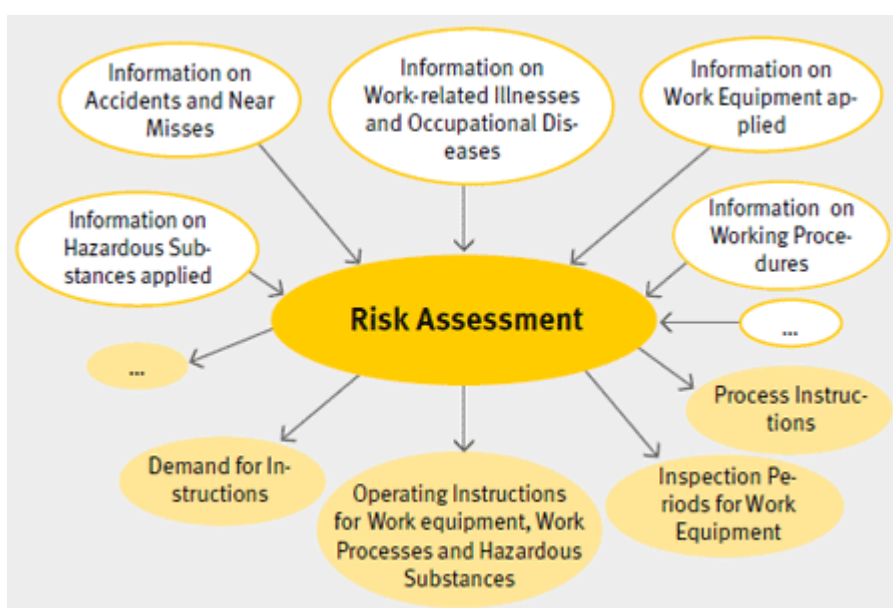 Information on
Accidents and Near
Misses
Information on
Work-related Illnesses
and Occupational Dis-
eases
Information on
Work Equipment ap-
plied
Information on
Hazardous Sub-
stances applied
Information on
Working Proce-
dures
Risk Assessment
...
...
Process Instruc-
tions
Demand for In-
structions
Operating Instructions
for Work equipment, Work
Processes and Hazardous
Substances
Inspection Pe-
riods for Work
Equipment